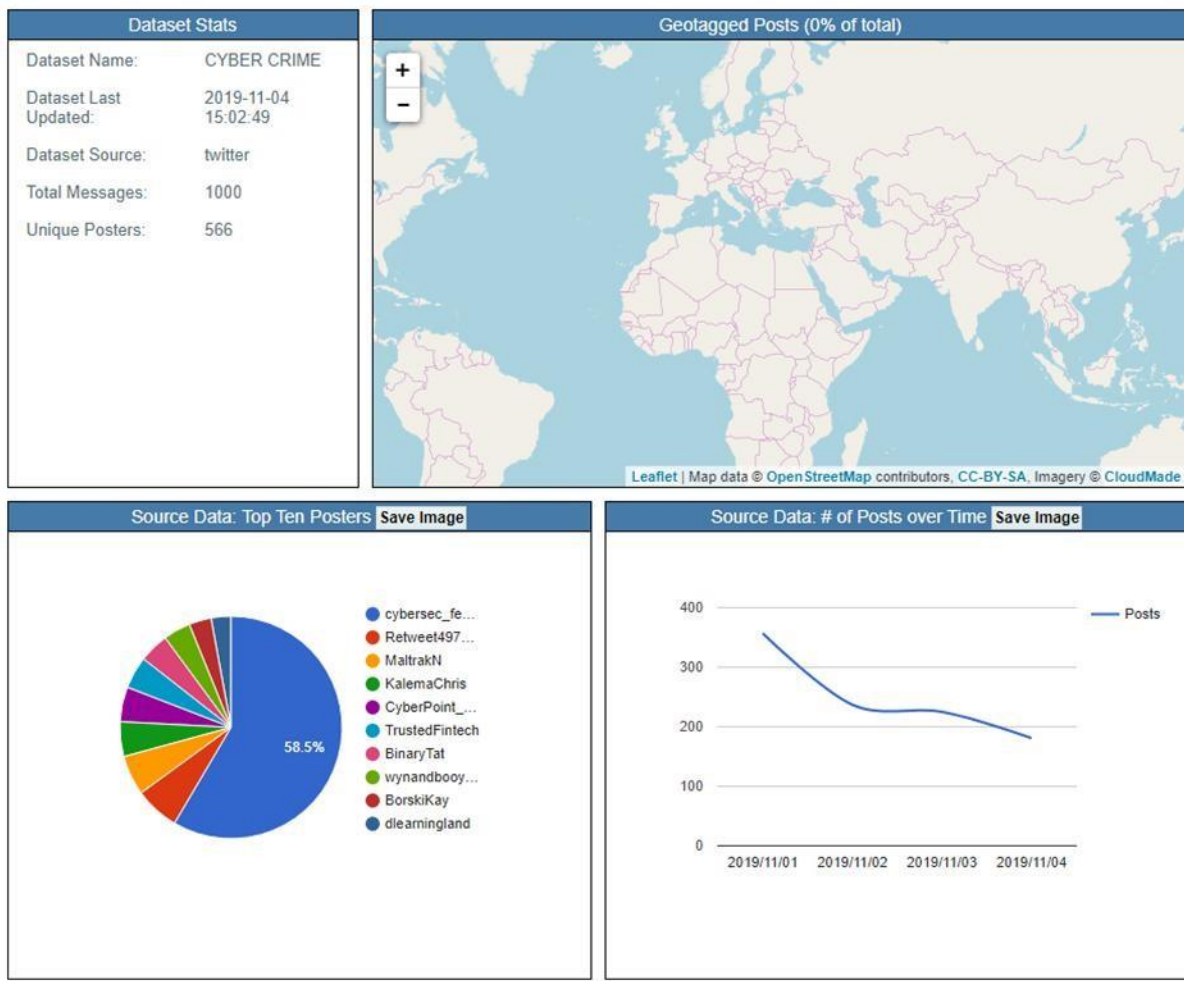 Dataset Stats
Dataset Name: CYBER CRIME
Dataset Last Updated: 2019-11-04 15:02:49
Dataset Source: twitter
Total Messages: 1000
Unique Posters: 566
Geotagged Posts (0% of total)
+
−
Leaflet | Map data © OpenStreetMap contributors, CC-BY-SA, Imagery © CloudMade
Source Data: Top Ten Posters Save Image
58.5%
cybersec_fe...
Retweet497...
MaltrakN
KalemaChris
CyberPoint_...
TrustedFintech
BinaryTat
wynandbooy...
BorskiKay
dlearningland
Source Data: # of Posts over Time Save Image
400
300
200
100
0
2019/11/01 2019/11/02 2019/11/03 2019/11/04
Posts